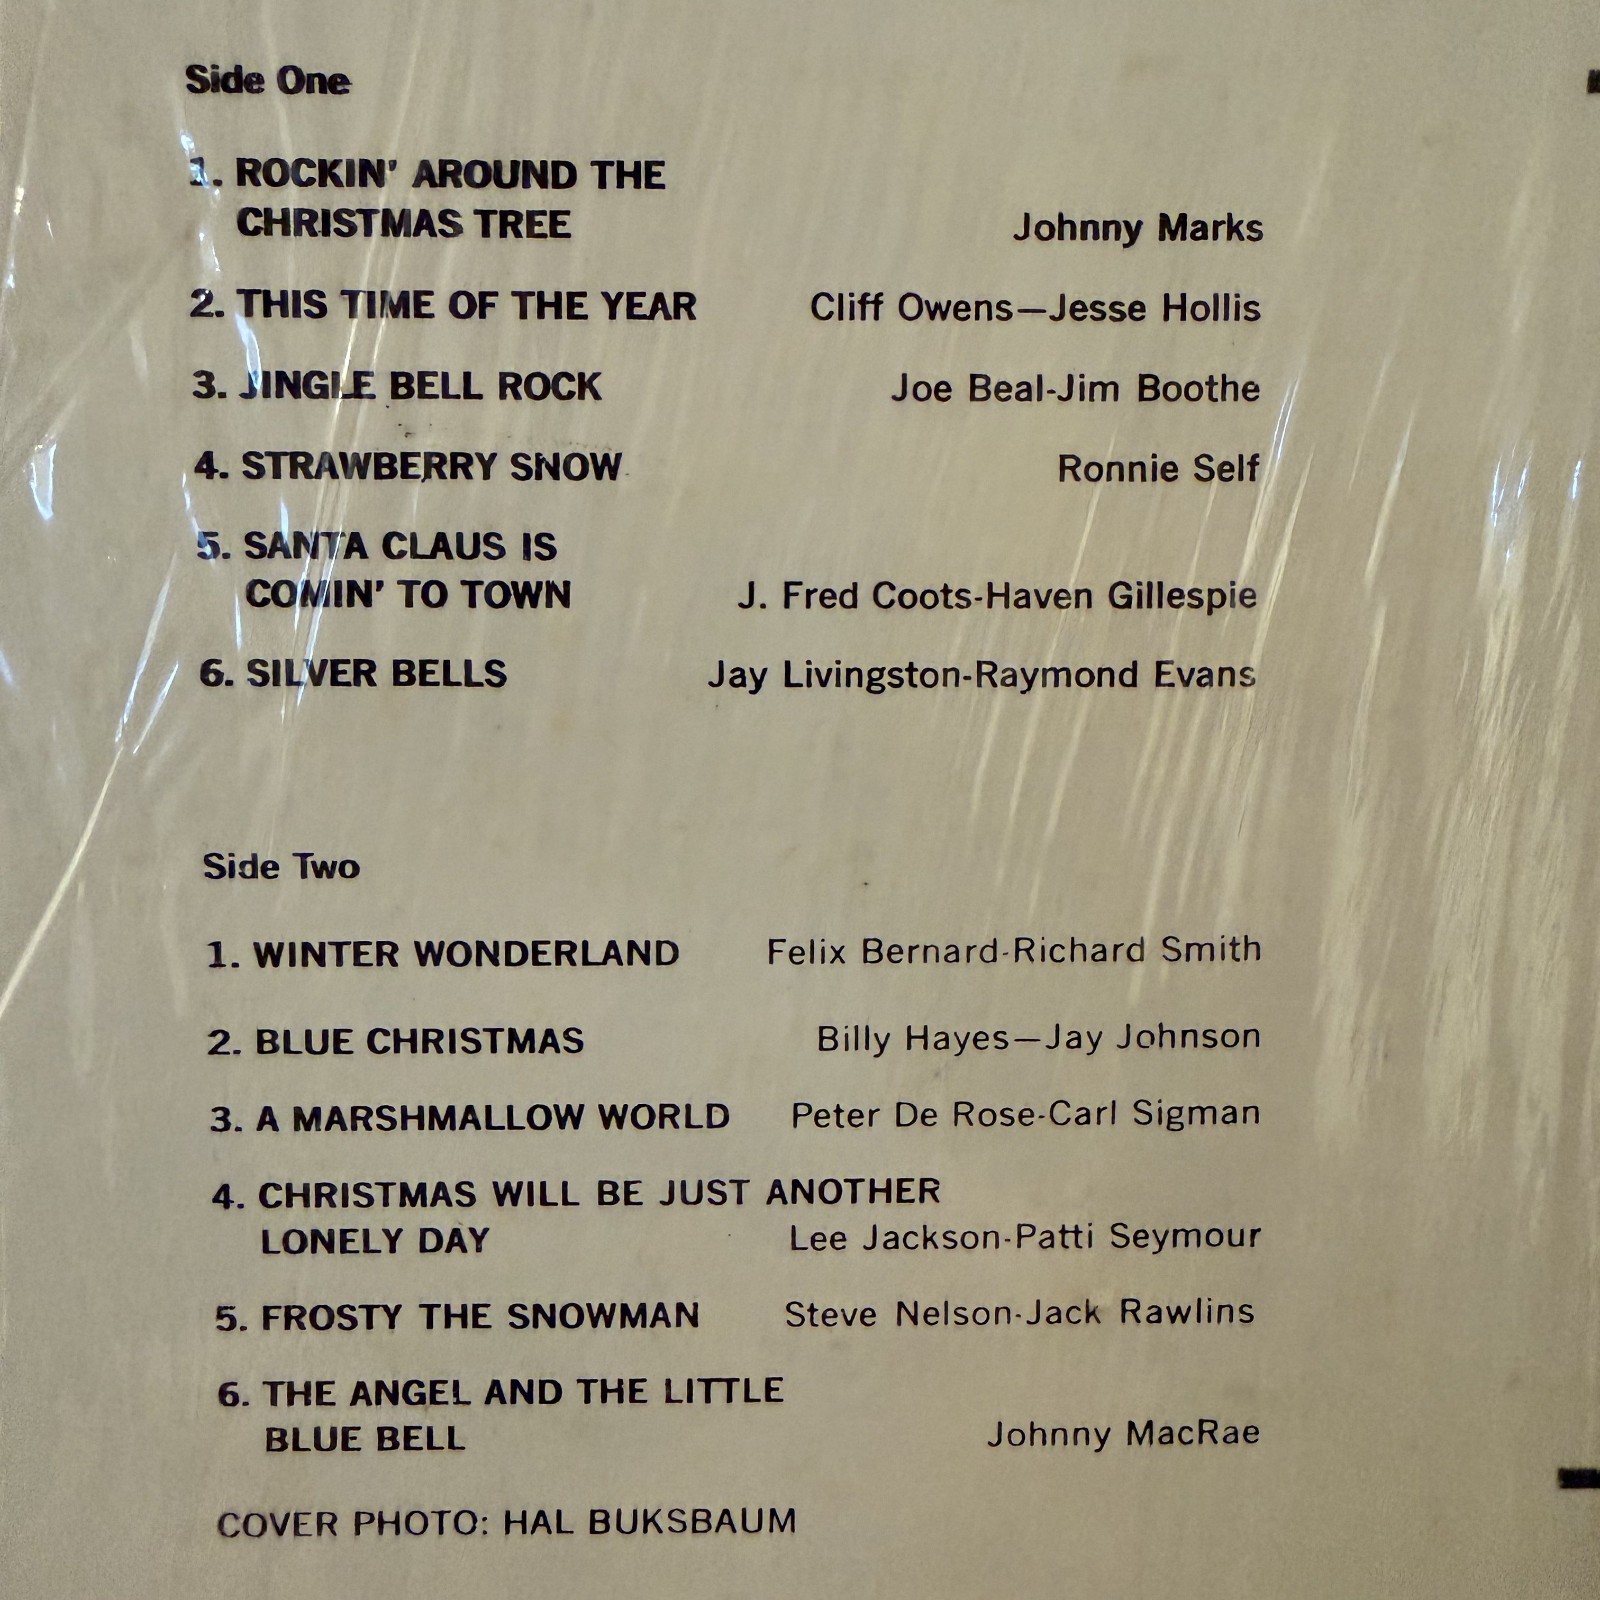 Side One
1. ROCKIN' AROUND THE
CHRISTMAS TREE Johnny Marks
2. THIS TIME OF THE YEAR Cliff Owens—Jesse Hollis
3. JINGLE BELL ROCK Joe Beal-Jim Boothe
4. STRAWBERRY SNOW Ronnie Self
5. SANTA CLAUS IS
COMIN' TO TOWN J. Fred Coots-Haven Gillespie
6. SILVER BELLS Jay Livingston-Raymond Evans
Side Two
1. WINTER WONDERLAND Felix Bernard-Richard Smith
2. BLUE CHRISTMAS Billy Hayes—Jay Johnson
3. A MARSHMALLOW WORLD Peter De Rose-Carl Sigman
4. CHRISTMAS WILL BE JUST ANOTHER
LONELY DAY Lee Jackson-Patti Seymour
5. FROSTY THE SNOWMAN Steve Nelson-Jack Rawlins
6. THE ANGEL AND THE LITTLE
BLUE BELL Johnny MacRae
COVER PHOTO: HAL BUKSBAUM